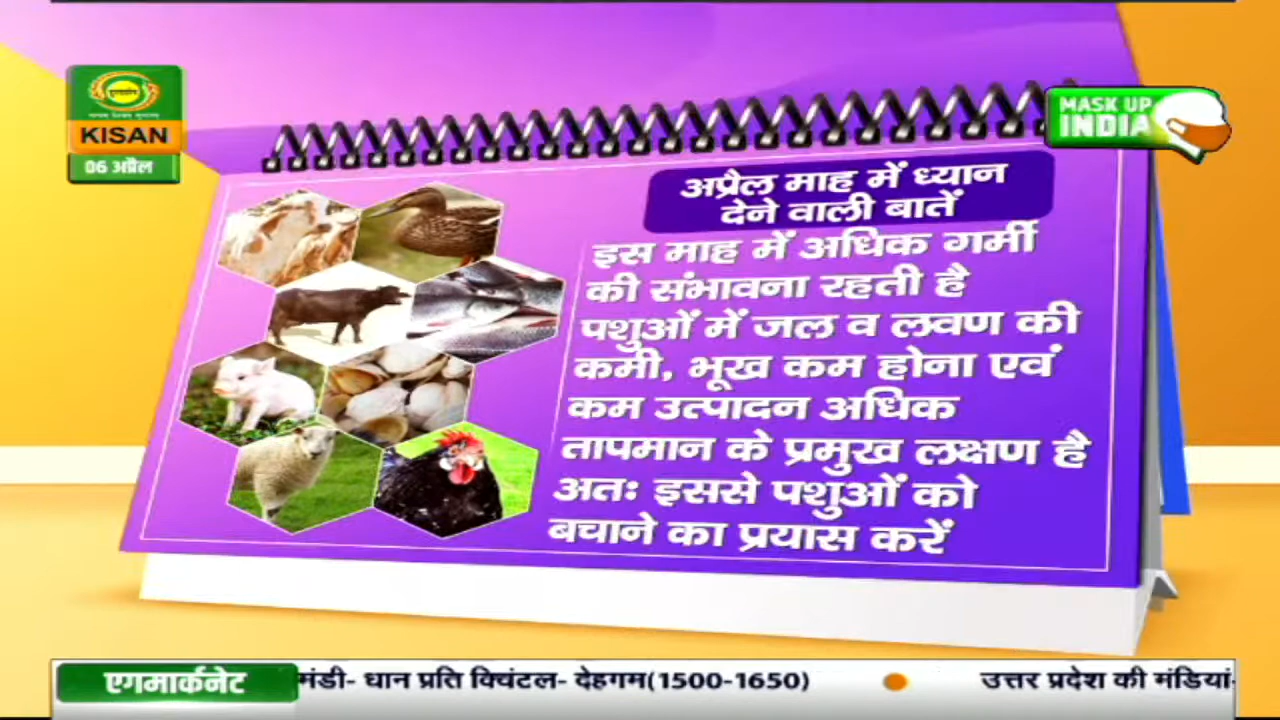 दूरदर्शन
KISAN
06 अप्रैल
MASK UP
INDIA
अप्रैल माह में ध्यान
देने वाली बातें
इस माह में अधिक गर्मी
की संभावना रहती है
पशुओं में जल व लवण की
कमी, भूख कम होना एवं
कम उत्पादन अधिक
तापमान के प्रमुख लक्षण है
अतः इससे पशुओं को
बचाने का प्रयास करें
एगमार्कनेट
मंडी- धान प्रति क्विंटल- देहगम(1500-1650)
उत्तर प्रदेश की मंडियां-